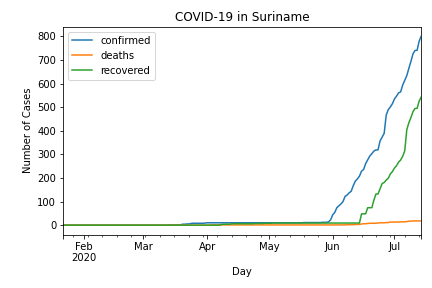 COVID-19 in Suriname
confirmed
deaths
recovered
Number of Cases
800
700
600
500
400
300
200
100
0
Feb
2020
Mar
Apr
May
Jun
Jul
Day